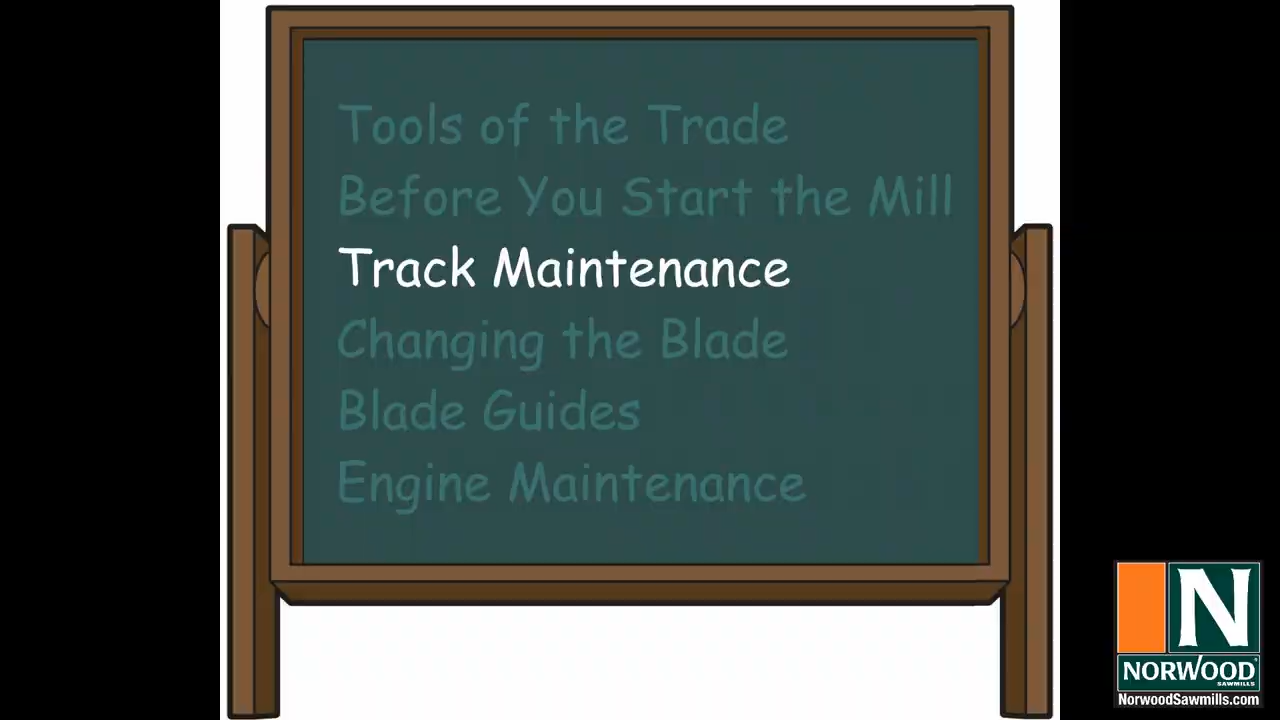 Tools of the Trade
Before You Start the Mill
Track Maintenance
Changing the Blade
Blade Guides
Engine Maintenance
N
NORWOOD
SAWMILLS
NorwoodSawmills.com